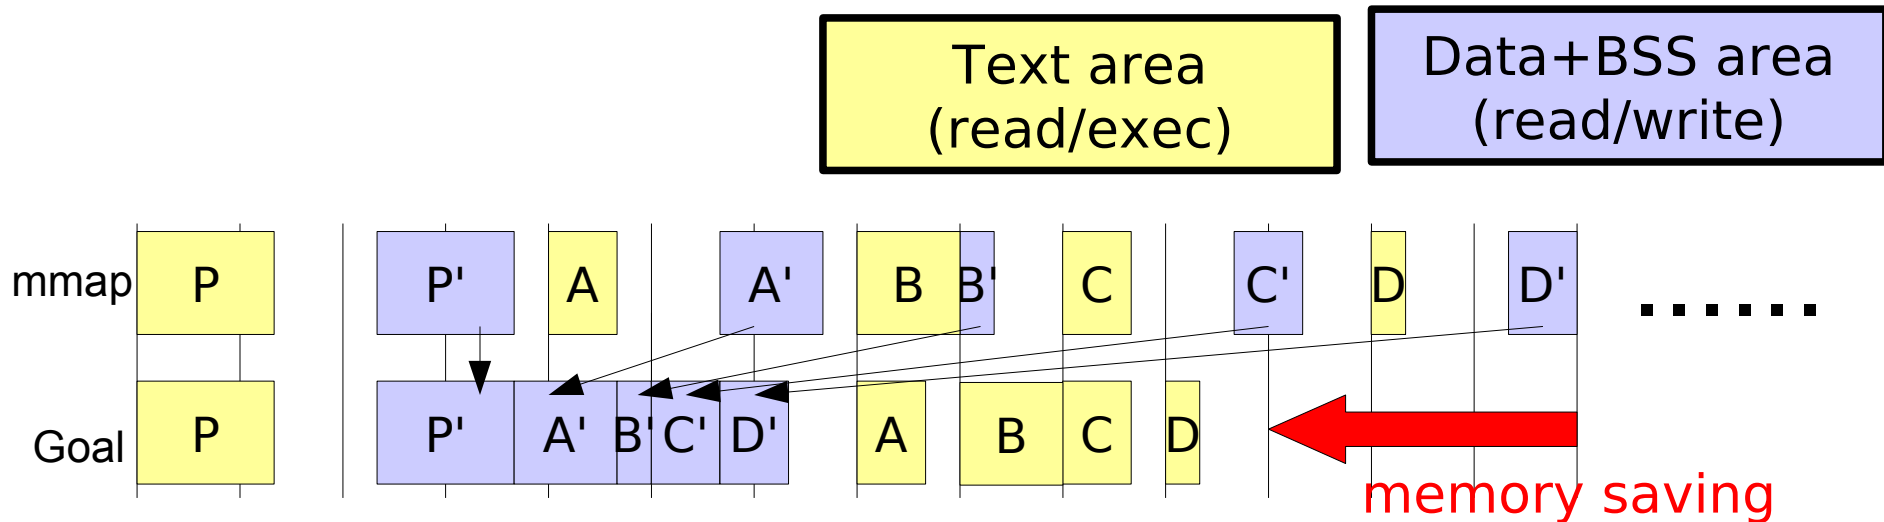 Text area
(read/exec)
Data+BSS area
(read/write)
mmap P P' A A' B B' C C' D D' ......
Goal P P' A' B' C' D' A B C D
memory saving